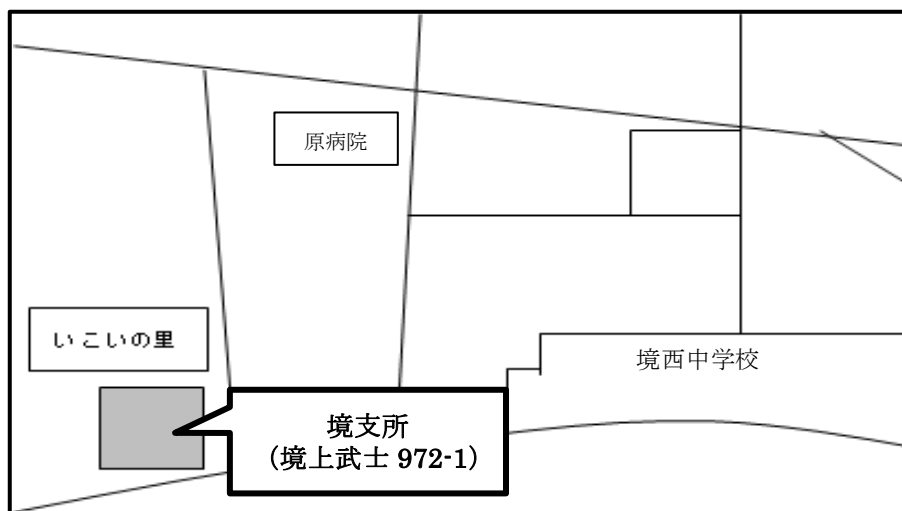 原病院
いこいの里
境西中学校
境支所
（境上武士 972-1）